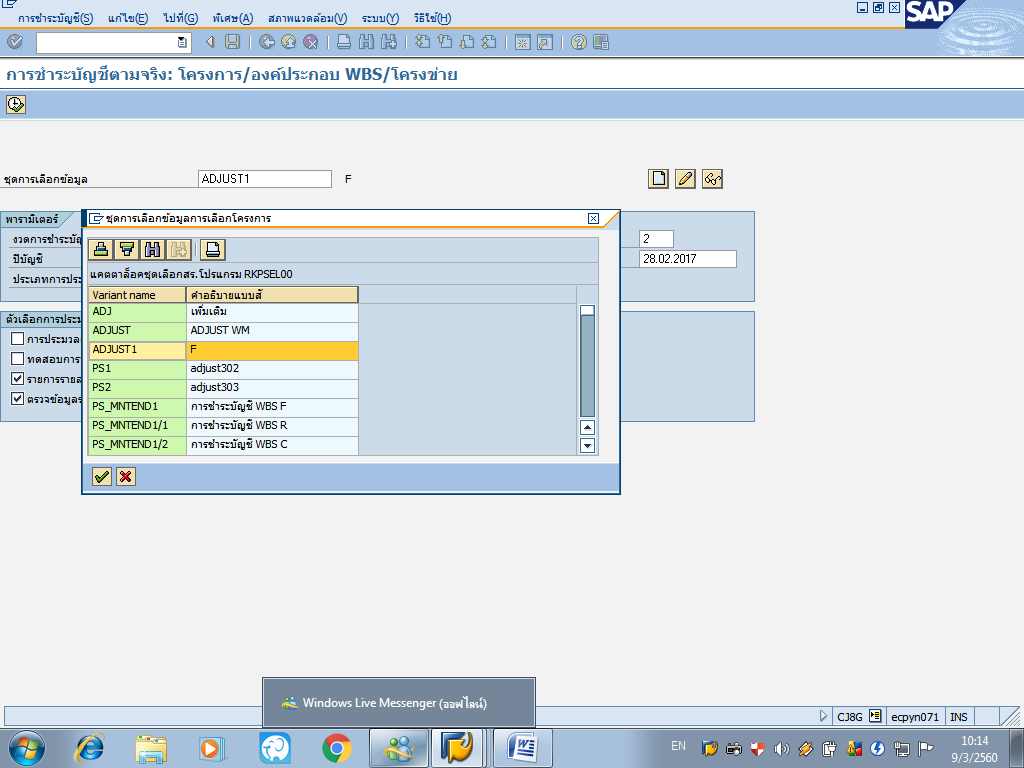 การชำระบัญชี(S) แก้ไข(E) ไปที่(G) พิเศษ(A) สภาพแวดล้อม(V) ระบบ(Y) วิธีใช้(H)
SAP
การชำระบัญชีตามจริง: โครงการ/องค์ประกอบ WBS/โครงข่าย
ชุดการเลือกข้อมูล ADJUST1 F
พารามิเตอร์
งวดการชำระบัญ 2
ปีบัญชี 28.02.2017
ประเภทการประ
ตัวเลือกการประม
การประมวล
ทดสอบการ
รายการรายล
ตรวจข้อมูลร
ชุดการเลือกข้อมูลการเลือกโครงการ
แคตตาล็อคชุดเลือกสร.โปรแกรม RKPSEL00
Variant name คำอธิบายแบบสั
ADJ เพิ่มเติม
ADJUST ADJUST WM
ADJUST1 F
PS1 adjust302
PS2 adjust303
PS_MNTEND1 การชำระบัญชี WBS F
PS_MNTEND1/1 การชำระบัญชี WBS R
PS_MNTEND1/2 การชำระบัญชี WBS C
Windows Live Messenger (ออฟไลน์)
CJ8G ecpyn071 INS
EN
10:14
9/3/2560